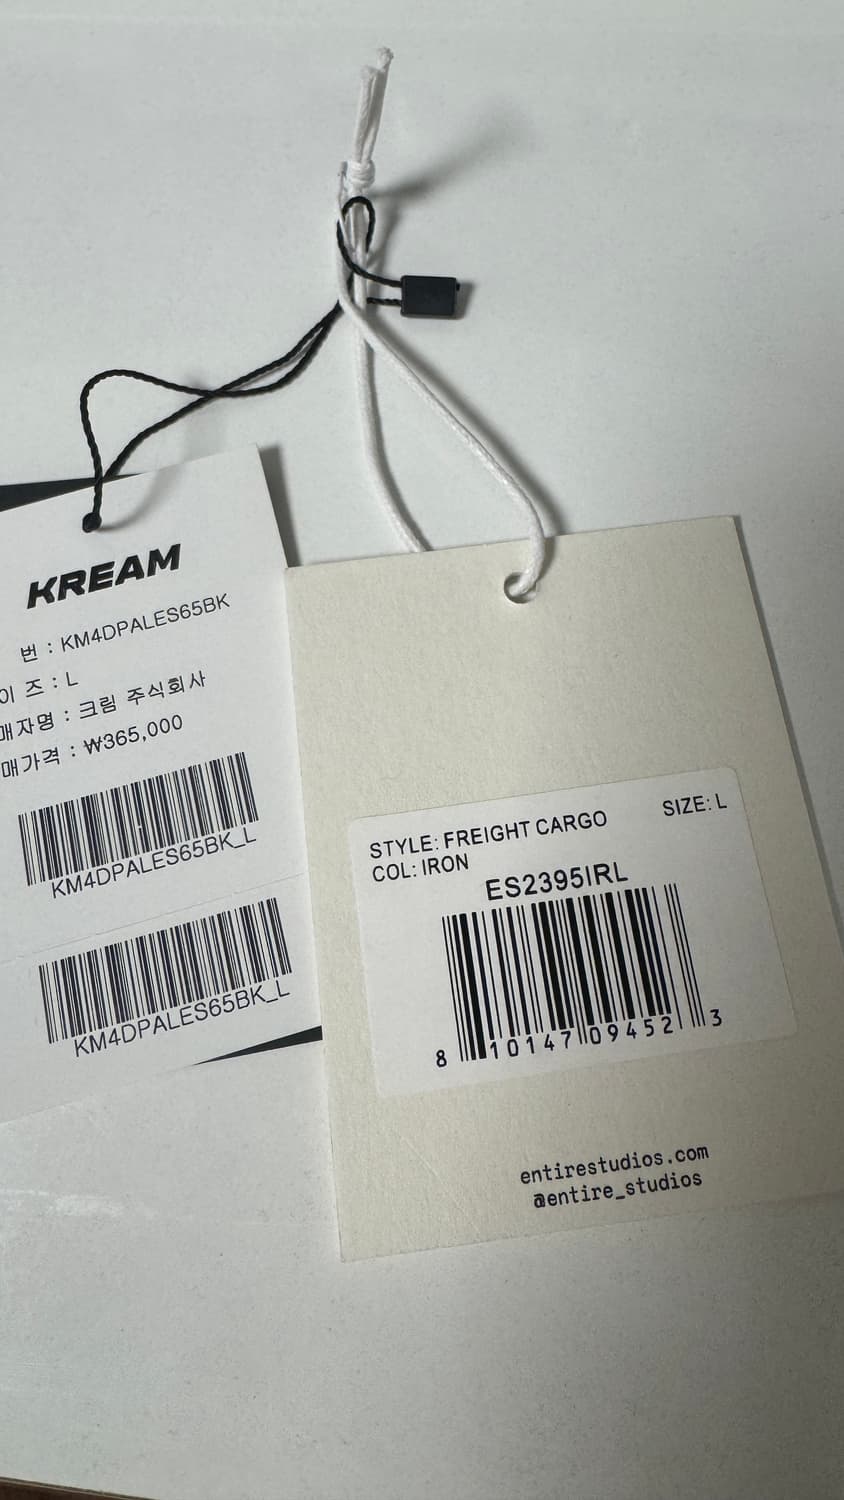 KREAM
번 : KM4DPALES65BK
이 즈 : L
매자명 : 크림 주식회사
매가격 : ₩365,000
KM4DPALES65BK_L
KM4DPALES65BK_L
STYLE: FREIGHT CARGO SIZE: L
COL: IRON
ES2395IRL
8 10147 09452 3
entirestudios.com
@entire_studios